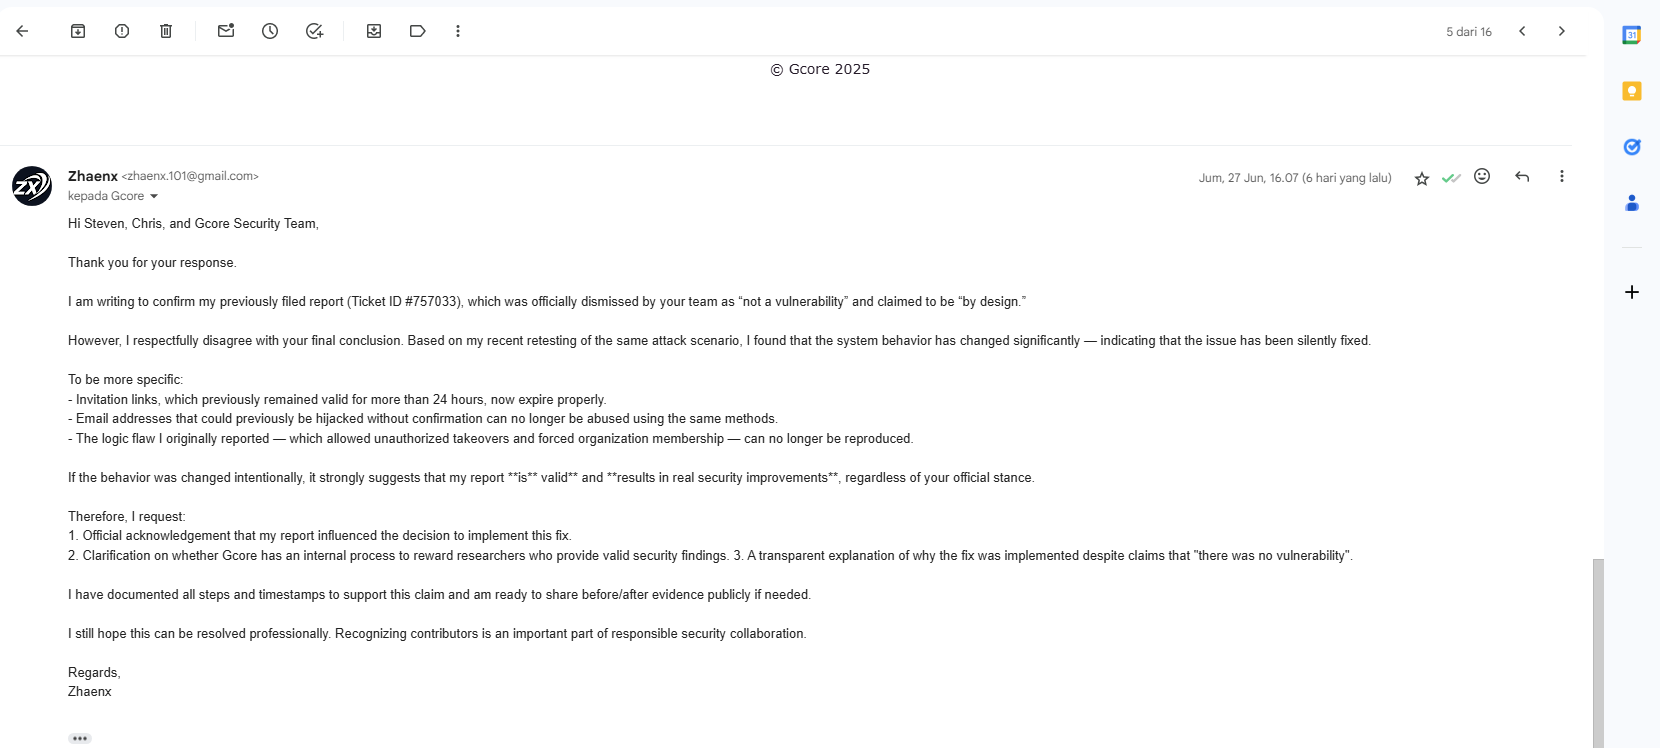 5 dari 16
© Gcore 2025
Zhaenx <zhaenx.101@gmail.com>
Jum, 27 Jun, 16.07 (6 hari yang lalu)
kepada Gcore
Hi Steven, Chris, and Gcore Security Team,
Thank you for your response.
I am writing to confirm my previously filed report (Ticket ID #757033), which was officially dismissed by your team as “not a vulnerability” and claimed to be “by design.”
However, I respectfully disagree with your final conclusion. Based on my recent retesting of the same attack scenario, I found that the system behavior has changed significantly — indicating that the issue has been silently fixed.
To be more specific:
- Invitation links, which previously remained valid for more than 24 hours, now expire properly.
- Email addresses that could previously be hijacked without confirmation can no longer be abused using the same methods.
- The logic flaw I originally reported — which allowed unauthorized takeovers and forced organization membership — can no longer be reproduced.
If the behavior was changed intentionally, it strongly suggests that my report **is** valid** and **results in real security improvements**, regardless of your official stance.
Therefore, I request:
1. Official acknowledgement that my report influenced the decision to implement this fix.
2. Clarification on whether Gcore has an internal process to reward researchers who provide valid security findings. 3. A transparent explanation of why the fix was implemented despite claims that "there was no vulnerability".
I have documented all steps and timestamps to support this claim and am ready to share before/after evidence publicly if needed.
I still hope this can be resolved professionally. Recognizing contributors is an important part of responsible security collaboration.
Regards,
Zhaenx
ZX
31